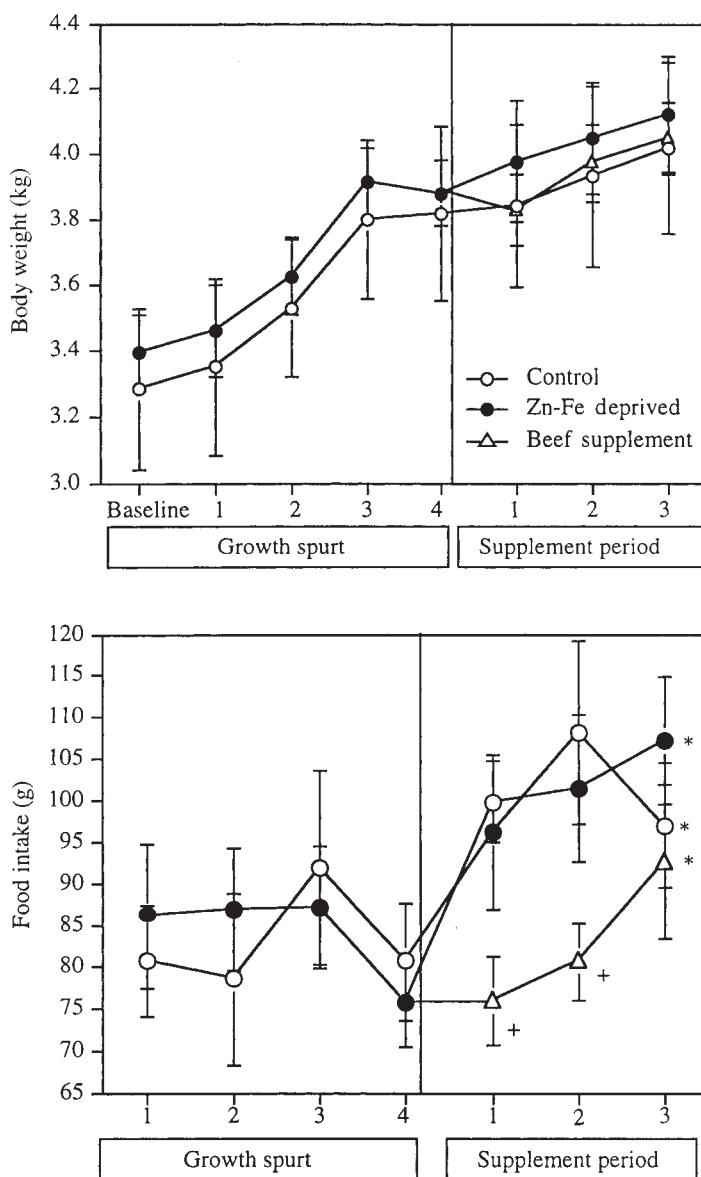 4.4
4.2
4.0
3.8
3.6
3.4
3.2
3.0
Body weight (kg)
Control
Zn-Fe deprived
Beef supplement
Baseline 1 2 3 4 1 2 3
Growth spurt Supplement period
120
115
110
105
100
95
90
85
80
75
70
65
Food intake (g)
*
*
*
+
+
1 2 3 4 1 2 3
Growth spurt Supplement period